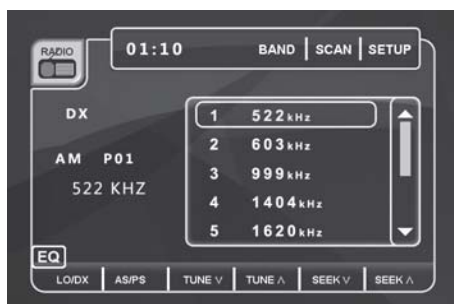 RADIO
01:10 BAND SCAN SETUP
DX
AM P01
522 KHZ
1 522kHz
2 603kHz
3 999kHz
4 1404kHz
5 1620kHz
EQ
LO/DX AS/PS TUNE ∨ TUNE ∧ SEEK ∨ SEEK ∧